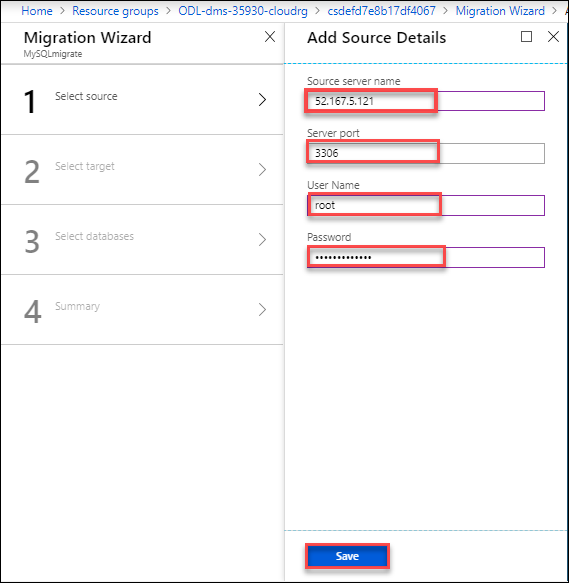 Home > Resource groups > ODL-dms-35930-cloudrg > csdefd7e8b17df4067 > Migration Wizard >
Migration Wizard
MySQLmigrate
1 Select source
2 Select target
3 Select databases
4 Summary
Add Source Details
Source server name
52.167.5.121
Server port
3306
User Name
root
Password
•••••••••••••
Save